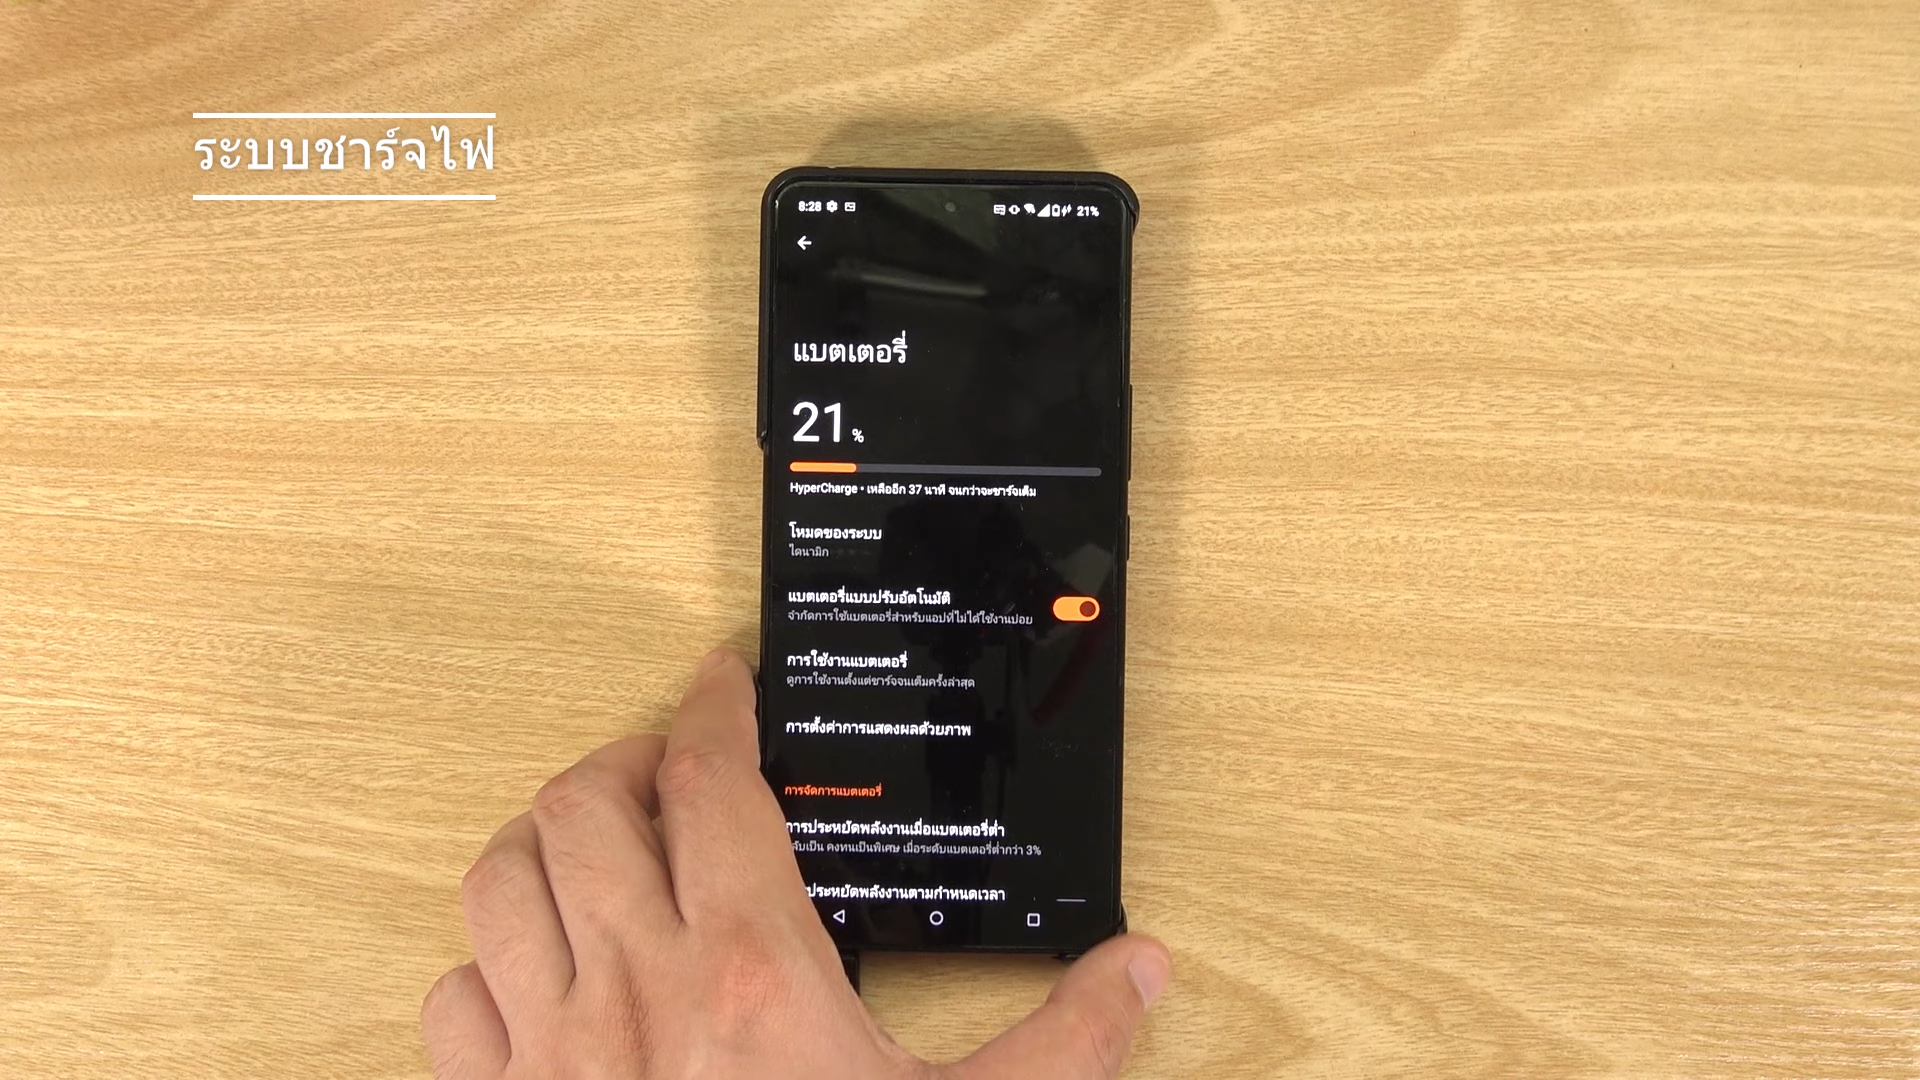 ระบบชาร์จไฟ
8:28 21%
แบตเตอรี่
21 %
HyperCharge • เหลืออีก 37 นาที จนกว่าจะชาร์จเต็ม
โหมดของระบบ
ไดนามิก
แบตเตอรี่แบบปรับอัตโนมัติ
จำกัดการใช้แบตเตอรี่สำหรับแอปที่ไม่ได้ใช้งานบ่อย
การใช้งานแบตเตอรี่
ดูการใช้งานตั้งแต่ชาร์จจนเต็มครั้งล่าสุด
การตั้งค่าการแสดงผลด้วยภาพ
การจัดการแบตเตอรี่
การประหยัดพลังงานเมื่อแบตเตอรี่ต่ำ
คงทนเป็นพิเศษ เมื่อระดับแบตเตอรี่ต่ำกว่า 3%
ประหยัดพลังงานตามกำหนดเวลา